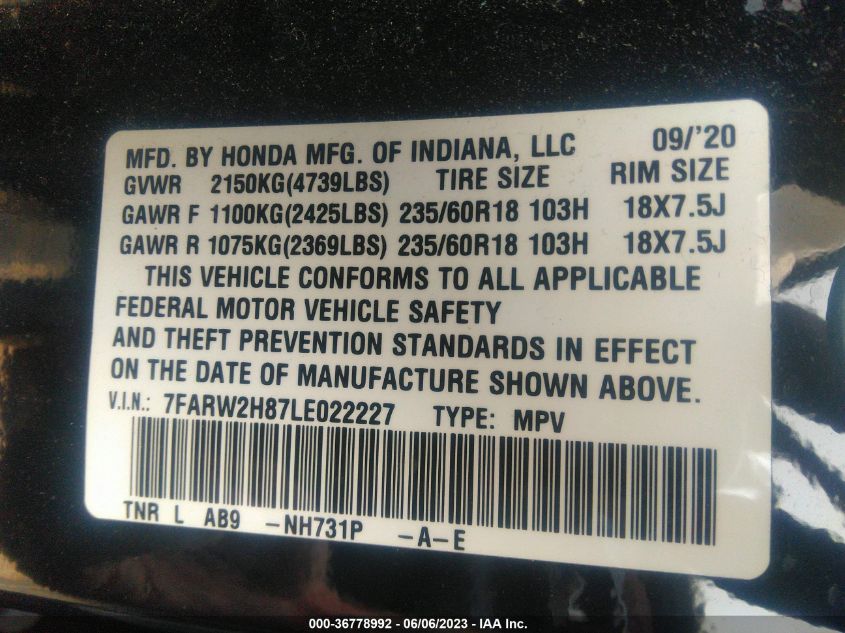 MFD. BY HONDA MFG. OF INDIANA, LLC 09/'20
GVWR 2150KG(4739LBS) TIRE SIZE RIM SIZE
GAWR F 1100KG(2425LBS) 235/60R18 103H 18X7.5J
GAWR R 1075KG(2369LBS) 235/60R18 103H 18X7.5J
THIS VEHICLE CONFORMS TO ALL APPLICABLE
FEDERAL MOTOR VEHICLE SAFETY
AND THEFT PREVENTION STANDARDS IN EFFECT
ON THE DATE OF MANUFACTURE SHOWN ABOVE.
V.I.N.: 7FARW2H87LE022227 TYPE: MPV
TNR L AB9 -NH731P -A-E
000-36778992 - 06/06/2023 - IAA Inc.